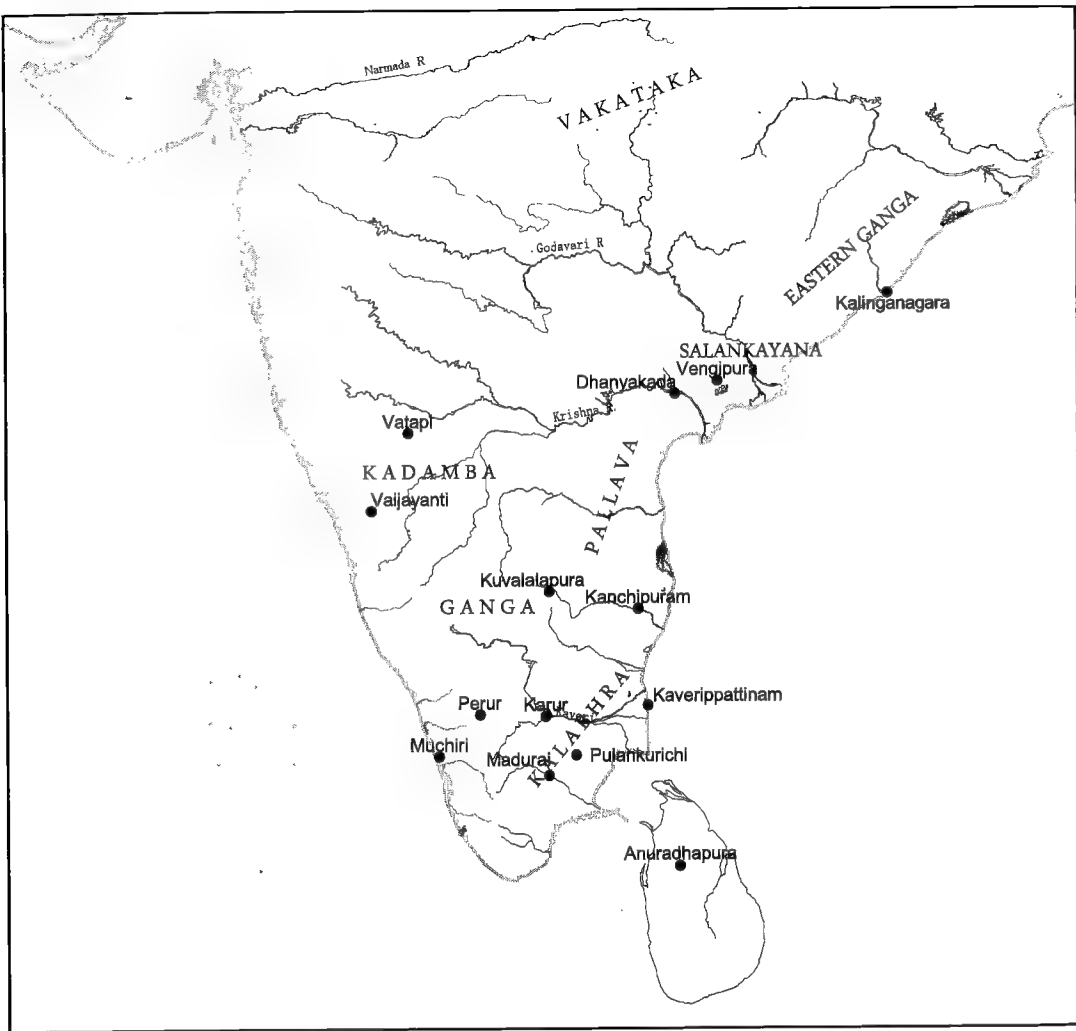 Narmada R
VAKATAKA
Godavari R
EASTERN GANGA
Kalinganagara
SALANKAYANA
Vengipura
Dhanyakada
Krishna R.
Vatapi
KADAMBA
Vaijayanti
PALLAVA
Kuvalalapura
Kanchipuram
GANGA
Perur
Karur
Kaveri
Kaverippattinam
KALABHRA
Muchiri
Madurai
Pulankurichi
Anuradhapura